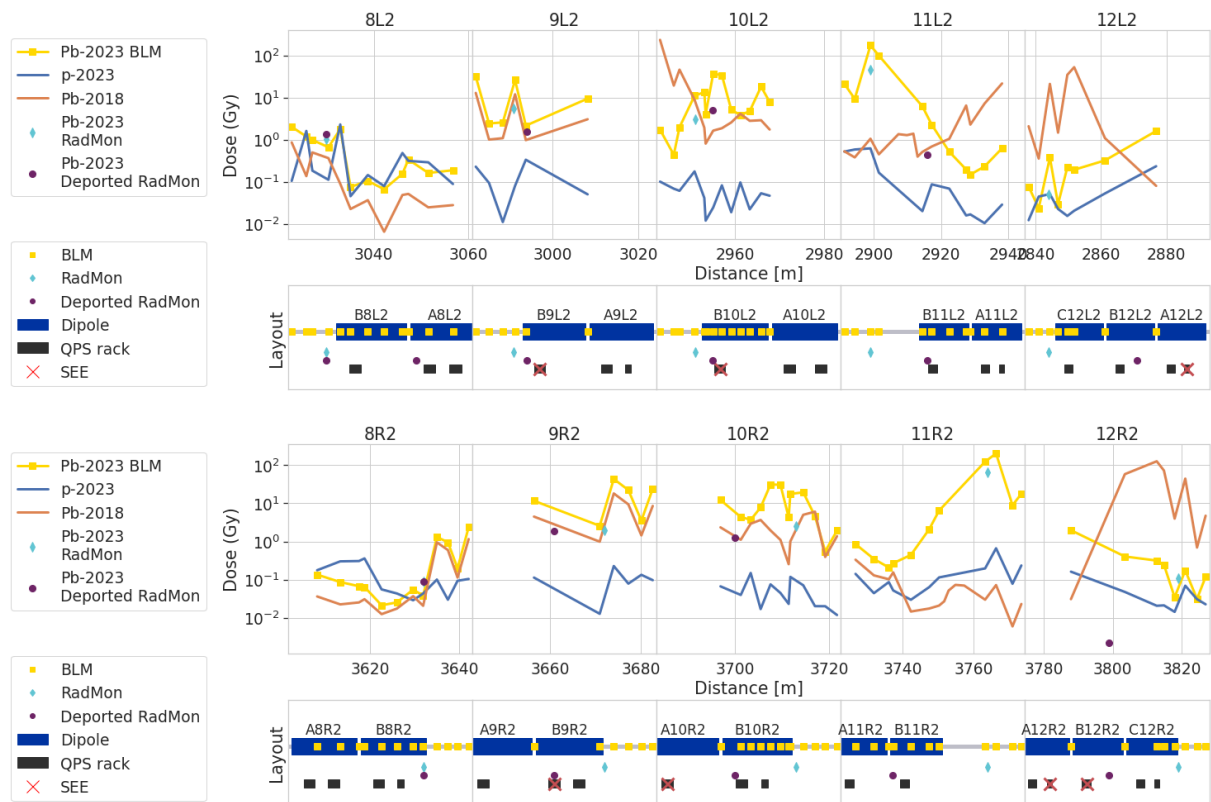 8L2 9L2 10L2 11L2 12L2
Pb-2023 BLM
p-2023
Pb-2018
Pb-2023
RadMon
Pb-2023
Deported RadMon
Dose (Gy)
10²
10¹
10⁰
10⁻¹
10⁻²
3040 3060 3000 3020 2960 2980 2900 2920 2940 2840 2860 2880
Distance [m]
BLM
RadMon
Deported RadMon
Dipole
QPS rack
SEE
Layout
B8L2 A8L2 B9L2 A9L2 B10L2 A10L2 B11L2 A11L2 C12L2 B12L2 A12L2
8R2 9R2 10R2 11R2 12R2
Pb-2023 BLM
p-2023
Pb-2018
Pb-2023
RadMon
Pb-2023
Deported RadMon
Dose (Gy)
10²
10¹
10⁰
10⁻¹
10⁻²
3620 3640 3660 3680 3700 3720 3740 3760 3780 3800 3820
Distance [m]
BLM
RadMon
Deported RadMon
Dipole
QPS rack
SEE
Layout
A8R2 B8R2 A9R2 B9R2 A10R2 B10R2 A11R2 B11R2 A12R2 B12R2 C12R2